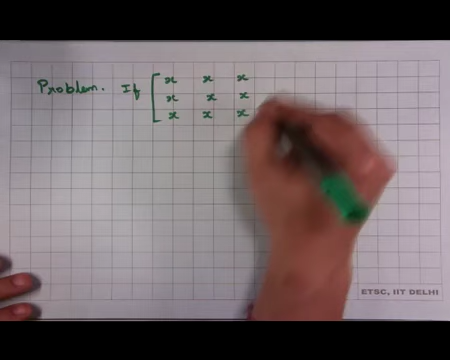 Problem. If [ x x x
x x x
x x x
ETSC, IIT DELHI